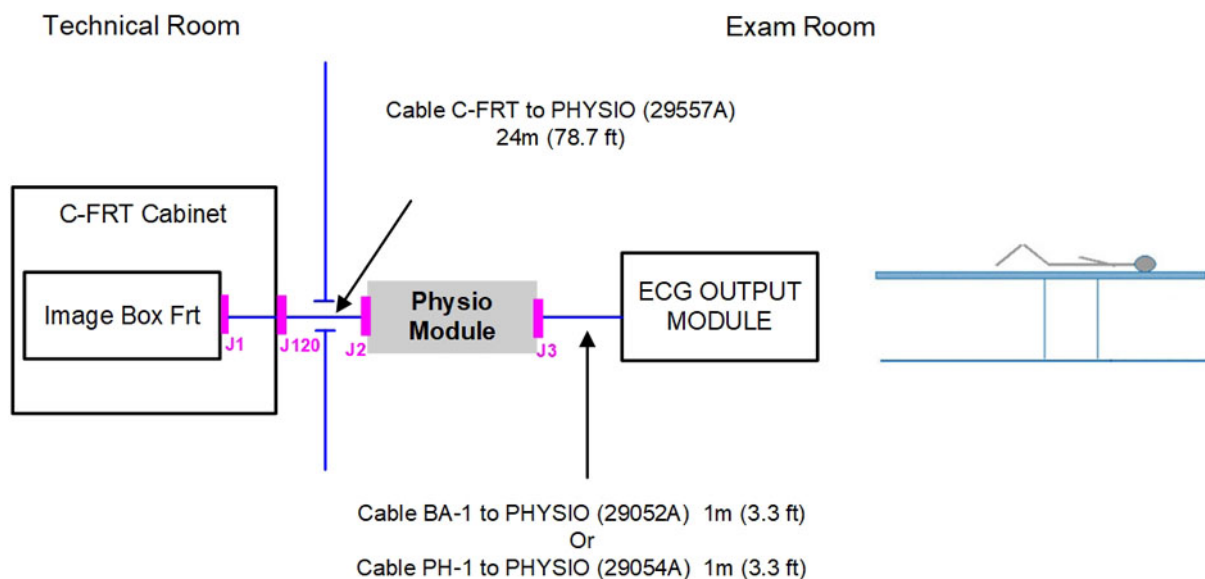 Technical Room
Exam Room
Cable C-FRT to PHYSIO (29557A)
24m (78.7 ft)
C-FRT Cabinet
Image Box Frt
J1
J120
J2
Physio
Module
J3
ECG OUTPUT
MODULE
Cable BA-1 to PHYSIO (29052A) 1m (3.3 ft)
Or
Cable PH-1 to PHYSIO (29054A) 1m (3.3 ft)